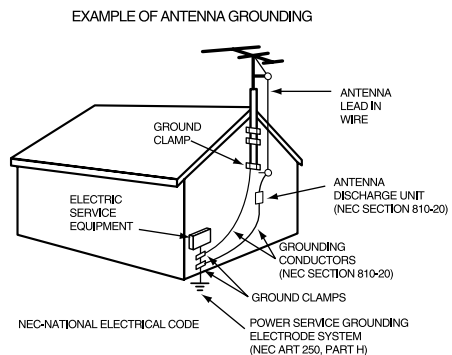 EXAMPLE OF ANTENNA GROUNDING
ANTENNA
LEAD IN
WIRE
GROUND
CLAMP
ANTENNA
DISCHARGE UNIT
(NEC SECTION 810-20)
ELECTRIC
SERVICE
EQUIPMENT
GROUNDING
CONDUCTORS
(NEC SECTION 810-20)
GROUND CLAMPS
NEC-NATIONAL ELECTRICAL CODE
POWER SERVICE GROUNDING
ELECTRODE SYSTEM
(NEC ART 250, PART H)